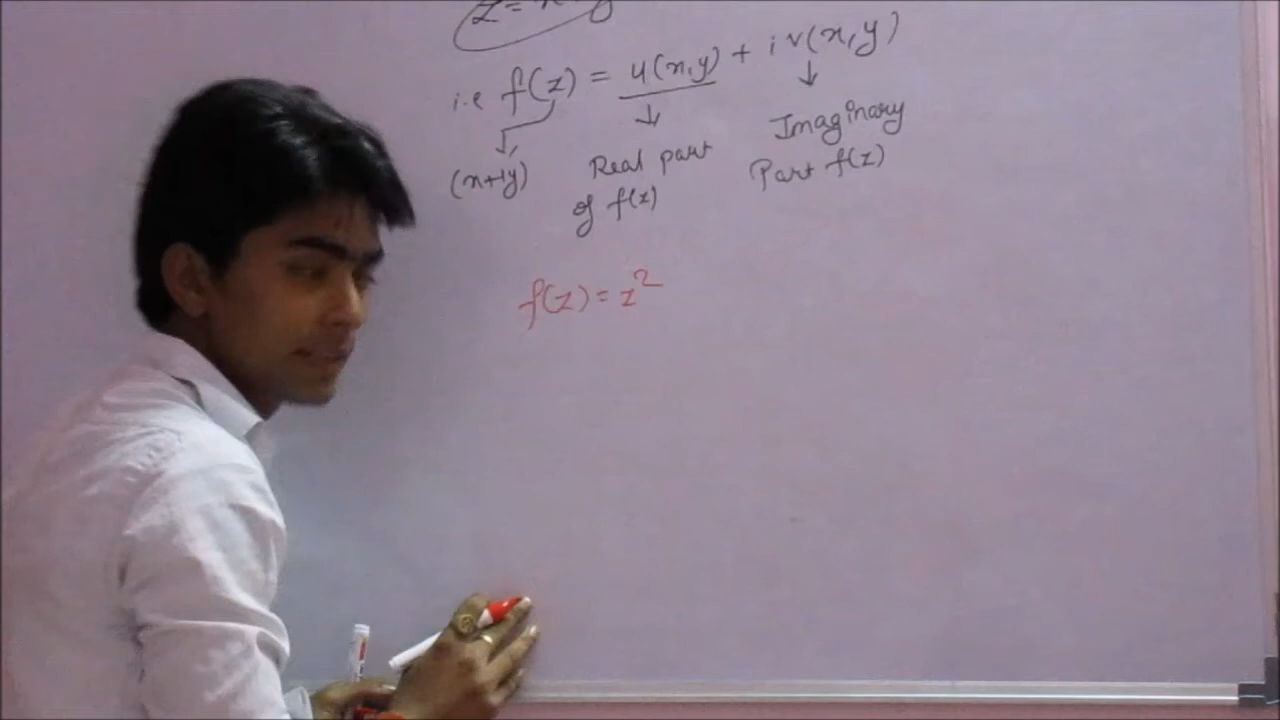 i.e f(z) = u(x,y) + i v(x,y)
(x+iy)
Real part
of f(z)
Imaginary
Part f(z)
f(z) = z²